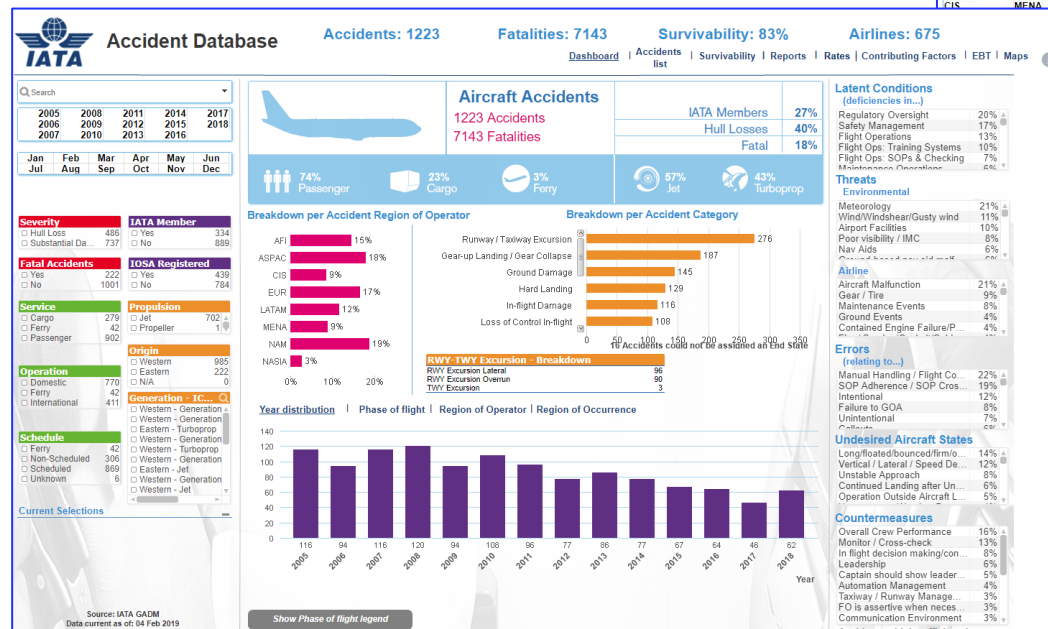 CIS MENA
IATA
Accident Database
Accidents: 1223 Fatalities: 7143 Survivability: 83% Airlines: 675
Dashboard | Accidents list | Survivability | Reports | Rates | Contributing Factors | EBT | Maps
Search
2005 2008 2011 2014 2017
2006 2009 2012 2015 2018
2007 2010 2013 2016
Jan Feb Mar Apr May Jun
Jul Aug Sep Oct Nov Dec
Severity
Hull Loss 486
Substantial Da... 737
IATA Member
Yes 334
No 889
Fatal Accidents
Yes 222
No 1001
IOSA Registered
Yes 439
No 784
Service
Cargo 279
Ferry 42
Passenger 902
Propulsion
Jet 702
Propeller
Origin
Western 985
Eastern 222
N/A 0
Operation
Domestic 770
Ferry 42
International 411
Generation - IC...
Western - Generation
Western - Generation
Eastern - Turboprop
Western - Generation
Western - Turboprop
Western - Generation
Eastern - Jet
Western - Generation
Western - Jet
Schedule
Ferry 42
Non-Scheduled 306
Scheduled 869
Unknown 6
Current Selections
Source: IATA GADM
Data current as of: 04 Feb 2019
Aircraft Accidents
1223 Accidents
7143 Fatalities
IATA Members 27%
Hull Losses 40%
Fatal 18%
74% Passenger
23% Cargo
3% Ferry
57% Jet
43% Turboprop
Breakdown per Accident Region of Operator
AFI 15%
ASPAC 18%
CIS 9%
EUR 17%
LATAM 12%
MENA 9%
NAM 19%
NASIA 3%
0% 10% 20%
Breakdown per Accident Category
Runway / Taxiway Excursion 276
Gear-up Landing / Gear Collapse 187
Ground Damage 145
Hard Landing 129
In-flight Damage 116
Loss of Control In-flight 108
0 50 100 150 200 250 300 350
16 Accidents could not be assigned an End State
RWY-TWY Excursion - Breakdown
RWY Excursion Lateral 96
RWY Excursion Overrun 90
TWY Excursion 3
Year distribution | Phase of flight | Region of Operator | Region of Occurrence
140
120
100
80
60
40
20
0
116 94 116 120 94 108 96 77 86 77 67 64 46 62
2005 2006 2007 2008 2009 2010 2011 2012 2013 2014 2015 2016 2017 2018
Year
Show Phase of flight legend
Latent Conditions
(deficiencies in...)
Regulatory Oversight 20%
Safety Management 17%
Flight Operations 13%
Flight Ops: Training Systems 10%
Flight Ops: SOPs & Checking 7%
Maintenance Operations 6%
Threats
Environmental
Meteorology 21%
Wind/Windshear/Gusty wind 11%
Airport Facilities 10%
Poor visibility / IMC 8%
Nav Aids 6%
Airline
Aircraft Malfunction 21%
Gear / Tire 9%
Maintenance Events 8%
Ground Events 4%
Contained Engine Failure/P... 4%
Errors
(relating to...)
Manual Handling / Flight Co... 22%
SOP Adherence / SOP Cros... 19%
Intentional 12%
Failure to GOA 8%
Unintentional 7%
Callouts 6%
Undesired Aircraft States
Long/floated/bounced/firm/o... 14%
Vertical / Lateral / Speed De... 12%
Unstable Approach 8%
Continued Landing after Un... 6%
Operation Outside Aircraft L... 5%
Countermeasures
Overall Crew Performance 16%
Monitor / Cross-check 13%
In flight decision making/con... 8%
Leadership 6%
Captain should show leader... 5%
Automation Management 4%
Taxiway / Runway Manage... 3%
FO is assertive when neces... 3%
Communication Environment 3%